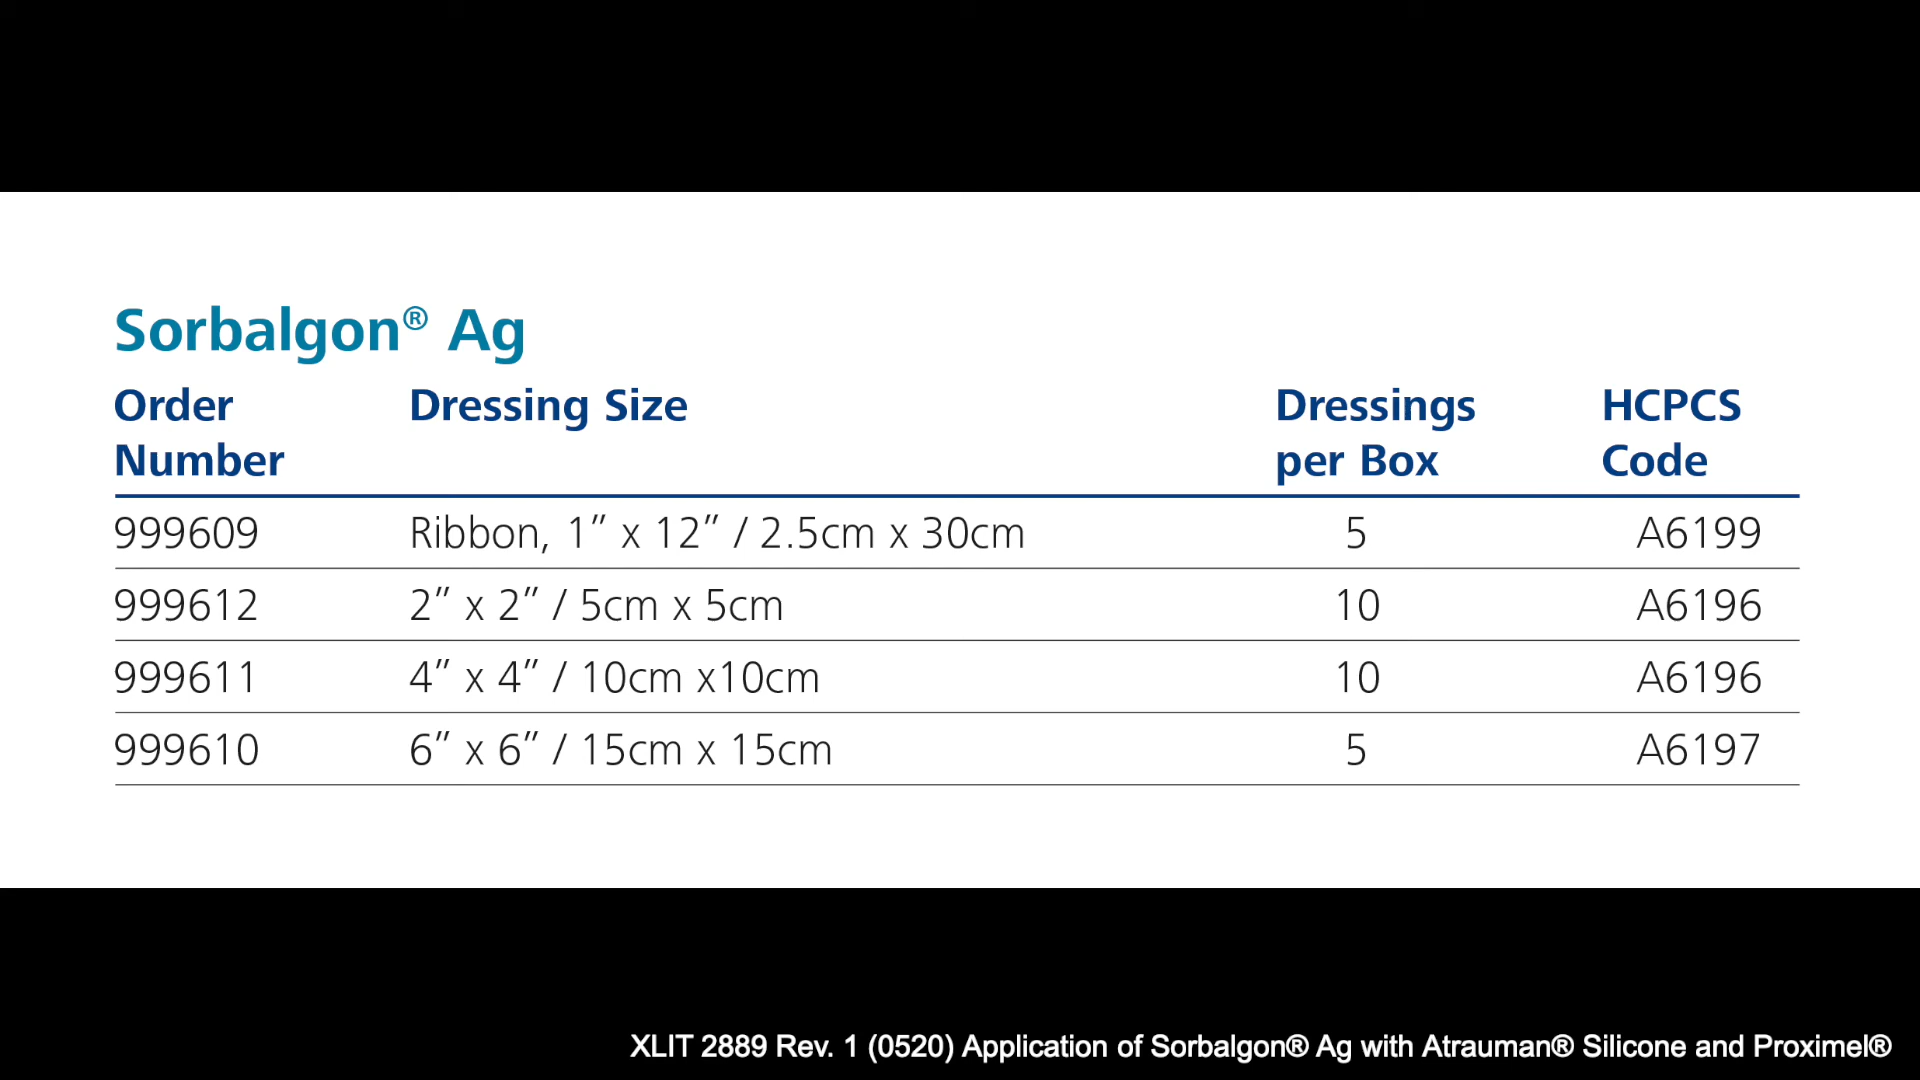 Sorbalgon® Ag
Order Number	Dressing Size	Dressings per Box	HCPCS Code
999609	Ribbon, 1” x 12” / 2.5cm x 30cm	5	A6199
999612	2” x 2” / 5cm x 5cm	10	A6196
999611	4” x 4” / 10cm x10cm	10	A6196
999610	6” x 6” / 15cm x 15cm	5	A6197
XLIT 2889 Rev. 1 (0520) Application of Sorbalgon® Ag with Atrauman® Silicone and Proximel®